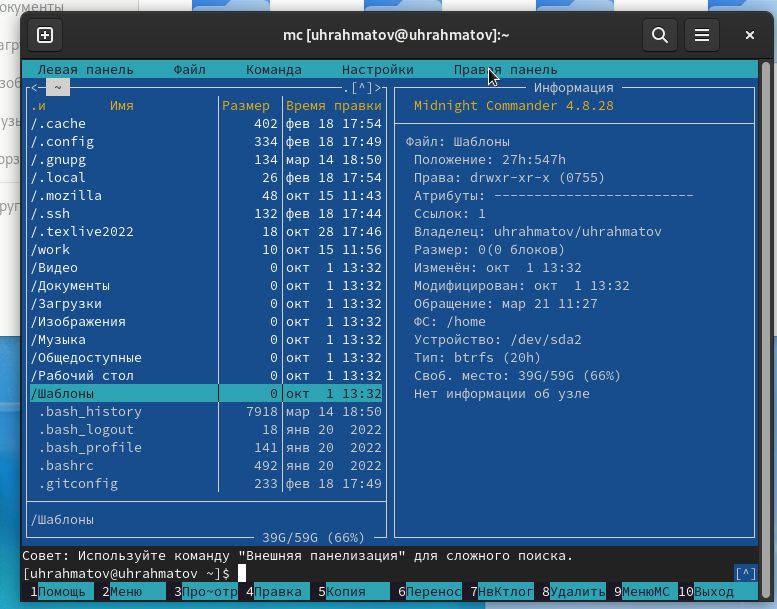 окументы
mc [uhrahmatov@uhrahmatov]:~
Левая панель Файл Команда Настройки Правая панель
<─ ~ .[^]>
.и Имя Размер Время правки
/.cache 402 фев 18 17:54
/.config 334 фев 18 17:49
/.gnupg 134 мар 14 18:50
/.local 26 фев 18 17:54
/.mozilla 48 окт 15 11:43
/.ssh 132 фев 18 17:44
/.texlive2022 18 окт 28 17:46
/work 10 окт 15 11:56
/Видео 0 окт 1 13:32
/Документы 0 окт 1 13:32
/Загрузки 0 окт 1 13:32
/Изображения 0 окт 1 13:32
/Музыка 0 окт 1 13:32
/Общедоступные 0 окт 1 13:32
/Рабочий стол 0 окт 1 13:32
/Шаблоны 0 окт 1 13:32
.bash_history 7918 мар 14 18:50
.bash_logout 18 янв 20 2022
.bash_profile 141 янв 20 2022
.bashrc 492 янв 20 2022
.gitconfig 233 фев 18 17:49
/Шаблоны
39G/59G (66%)
Информация
Midnight Commander 4.8.28
Файл: Шаблоны
Положение: 27h:547h
Права: drwxr-xr-x (0755)
Атрибуты: -------------------------
Ссылок: 1
Владелец: uhrahmatov/uhrahmatov
Размер: 0(0 блоков)
Изменён: окт 1 13:32
Модифицирован: окт 1 13:32
Обращение: мар 21 11:27
ФС: /home
Устройство: /dev/sda2
Тип: btrfs (20h)
Своб. место: 39G/59G (66%)
Нет информации об узле
Совет: Используйте команду "Внешняя панелизация" для сложного поиска.
[uhrahmatov@uhrahmatov ~]$ [^]
1Помощь 2Меню 3Про~отр 4Правка 5Копия 6Перенос 7НвКтлог 8Удалить 9МенюМС 10Выход